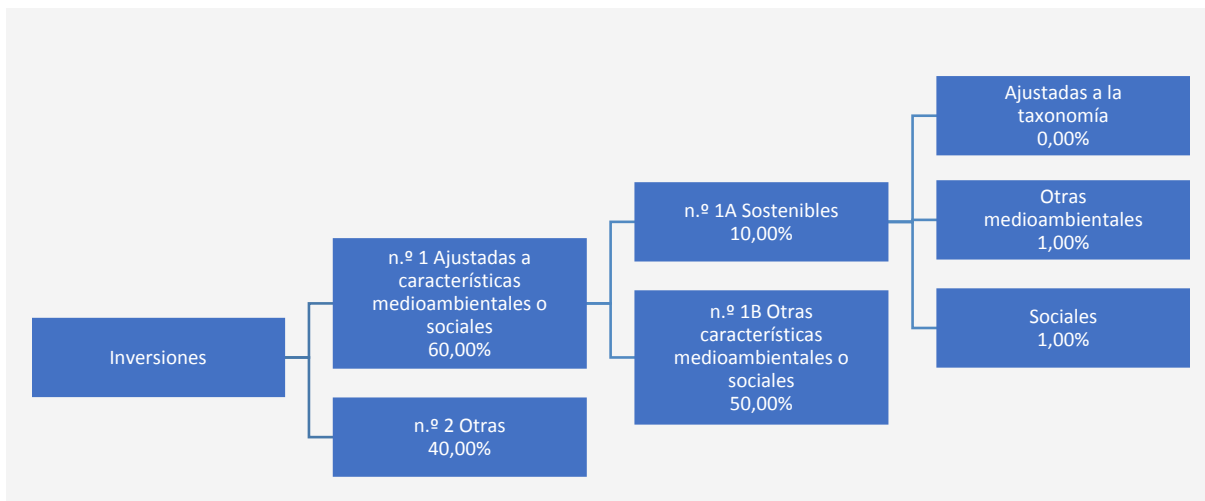 Inversiones
n.º 1 Ajustadas a
características
medioambientales o
sociales
60,00%
n.º 2 Otras
40,00%
n.º 1A Sostenibles
10,00%
n.º 1B Otras
características
medioambientales o
sociales
50,00%
Ajustadas a la
taxonomía
0,00%
Otras
medioambientales
1,00%
Sociales
1,00%